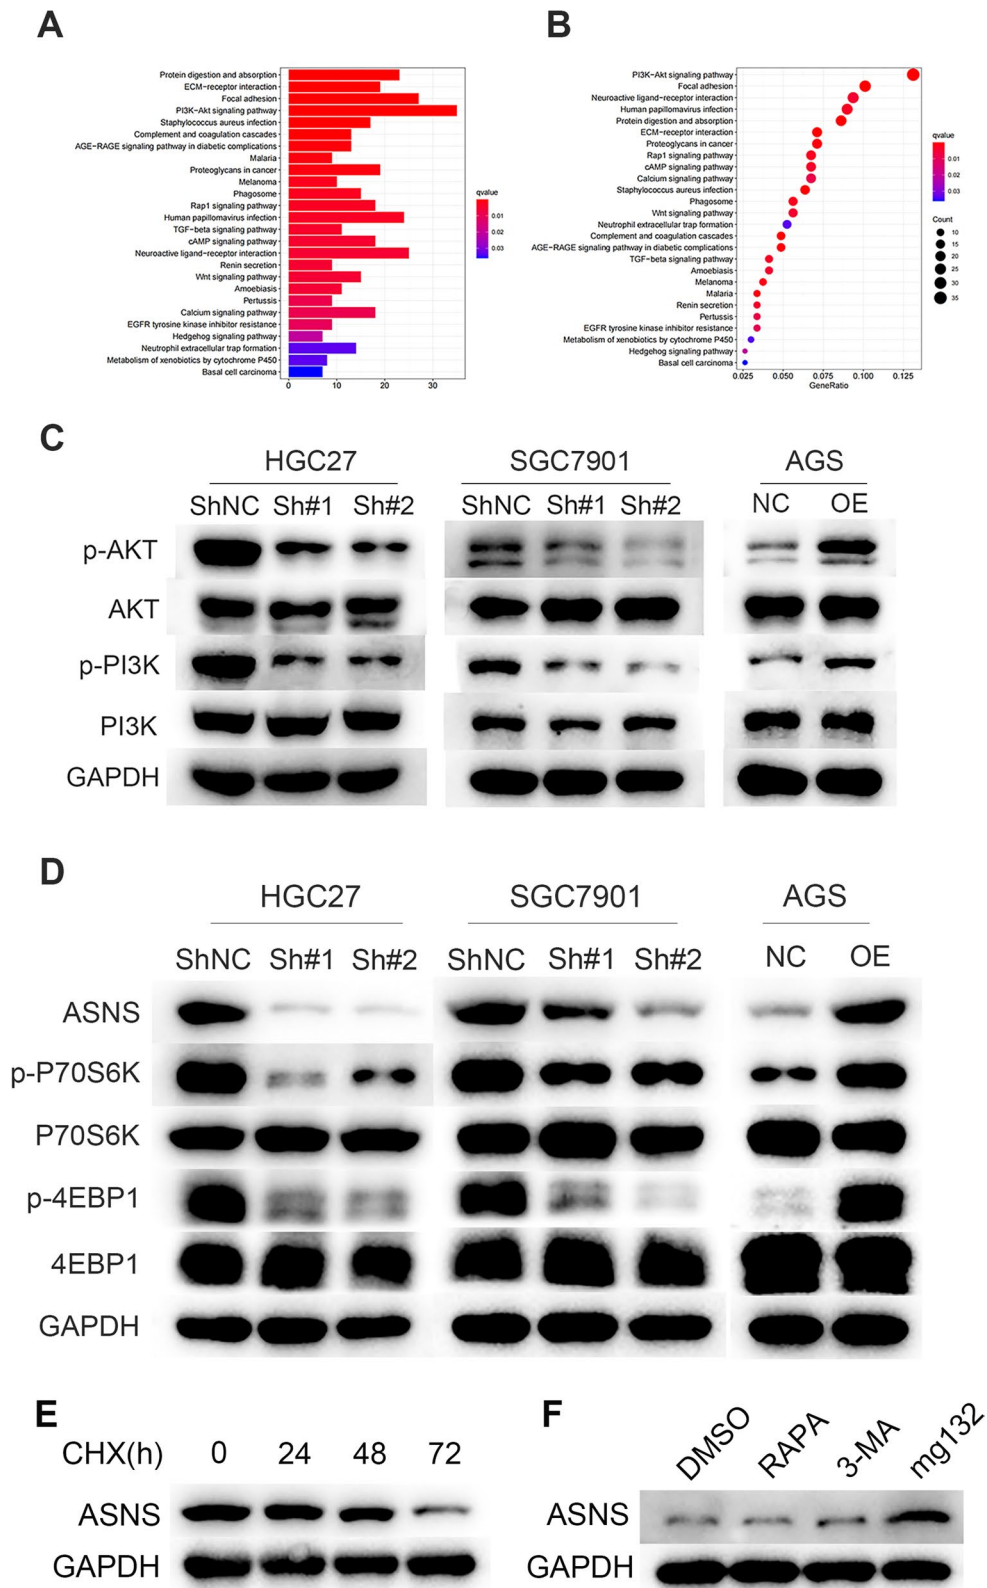 A
Protein digestion and absorption
ECM-receptor interaction
Focal adhesion
PI3K-Akt signaling pathway
Staphylococcus aureus infection
Complement and coagulation cascades
AGE-RAGE signaling pathway in diabetic complications
Malaria
Proteoglycans in cancer
Melanoma
Phagosome
Rap1 signaling pathway
Human papillomavirus infection
TGF-beta signaling pathway
cAMP signaling pathway
Neuroactive ligand-receptor interaction
Renin secretion
Wnt signaling pathway
Amoebiasis
Pertussis
Calcium signaling pathway
EGFR tyrosine kinase inhibitor resistance
Hedgehog signaling pathway
Neutrophil extracellular trap formation
Metabolism of xenobiotics by cytochrome P450
Basal cell carcinoma
0 10 20 30
qvalue
0.01
0.02
0.03
B
PI3K-Akt signaling pathway
Focal adhesion
Neuroactive ligand-receptor interaction
Human papillomavirus infection
Protein digestion and absorption
ECM-receptor interaction
Proteoglycans in cancer
Rap1 signaling pathway
cAMP signaling pathway
Calcium signaling pathway
Staphylococcus aureus infection
Phagosome
Wnt signaling pathway
Neutrophil extracellular trap formation
Complement and coagulation cascades
AGE-RAGE signaling pathway in diabetic complications
TGF-beta signaling pathway
Amoebiasis
Melanoma
Malaria
Renin secretion
Pertussis
EGFR tyrosine kinase inhibitor resistance
Metabolism of xenobiotics by cytochrome P450
Hedgehog signaling pathway
Basal cell carcinoma
0.025 0.050 0.075 0.100 0.125
GeneRatio
qvalue
0.01
0.02
0.03
Count
10
15
20
25
30
35
C
HGC27 SGC7901 AGS
ShNC Sh#1 Sh#2 ShNC Sh#1 Sh#2 NC OE
p-AKT
AKT
p-PI3K
PI3K
GAPDH
D
HGC27 SGC7901 AGS
ShNC Sh#1 Sh#2 ShNC Sh#1 Sh#2 NC OE
ASNS
p-P70S6K
P70S6K
p-4EBP1
4EBP1
GAPDH
E
CHX(h) 0 24 48 72
ASNS
GAPDH
F
DMSO RAPA 3-MA mg132
ASNS
GAPDH